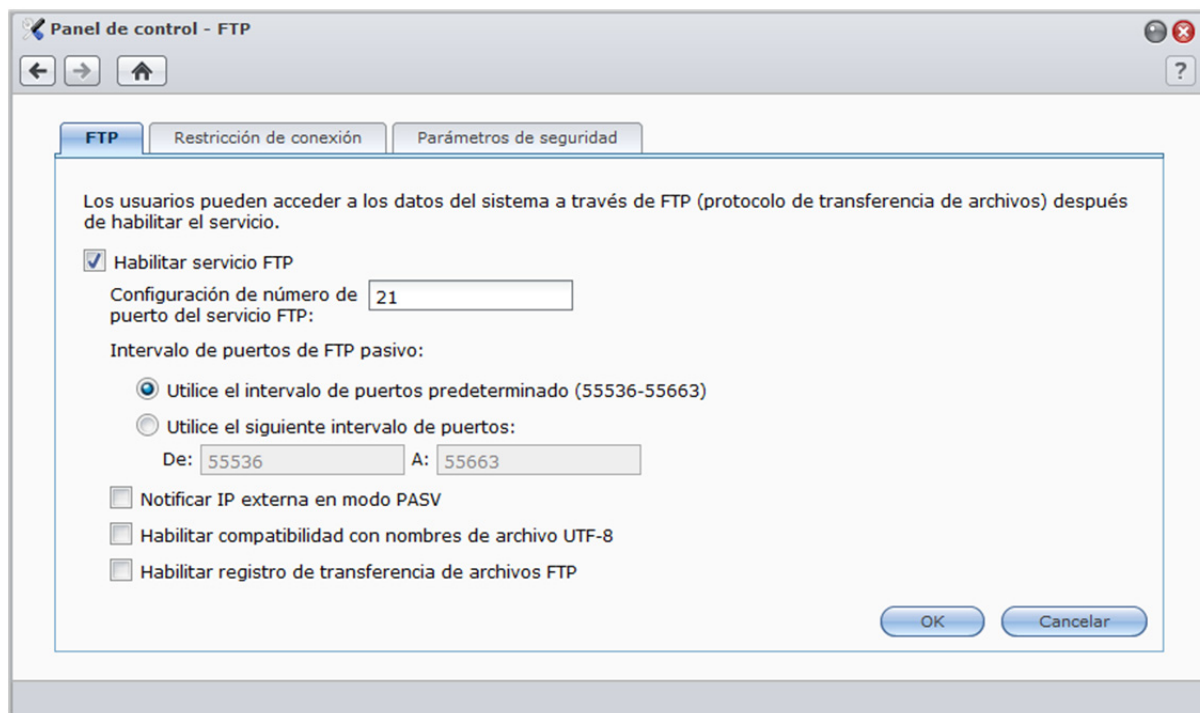 Panel de control - FTP
?
FTP
Restricción de conexión
Parámetros de seguridad
Los usuarios pueden acceder a los datos del sistema a través de FTP (protocolo de transferencia de archivos) después
de habilitar el servicio.
Habilitar servicio FTP
Configuración de número de
puerto del servicio FTP:
21
Intervalo de puertos de FTP pasivo:
Utilice el intervalo de puertos predeterminado (55536-55663)
Utilice el siguiente intervalo de puertos:
De: 55536 A: 55663
Notificar IP externa en modo PASV
Habilitar compatibilidad con nombres de archivo UTF-8
Habilitar registro de transferencia de archivos FTP
OK
Cancelar